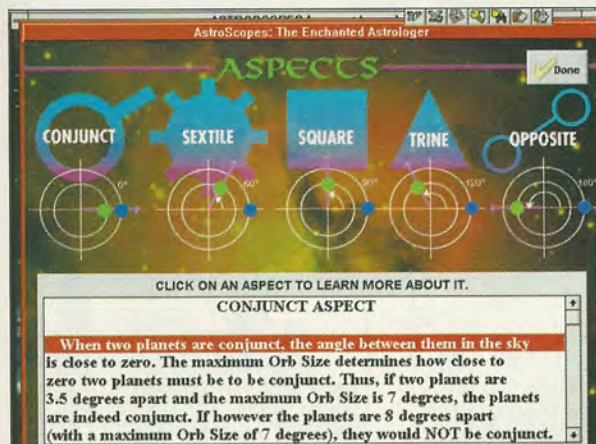 AstroScopes: The Enchanted Astrologer
ASPECTS
Done
CONJUNCT
SEXTILE
SQUARE
TRINE
OPPOSITE
0°
60°
90°
120°
180°
CLICK ON AN ASPECT TO LEARN MORE ABOUT IT.
CONJUNCT ASPECT
When two planets are conjunct, the angle between them in the sky
is close to zero. The maximum Orb Size determines how close to
zero two planets must be to be conjunct. Thus, if two planets are
3.5 degrees apart and the maximum Orb Size is 7 degrees, the planets
are indeed conjunct. If however the planets are 8 degrees apart
(with a maximum Orb Size of 7 degrees), they would NOT be conjunct.